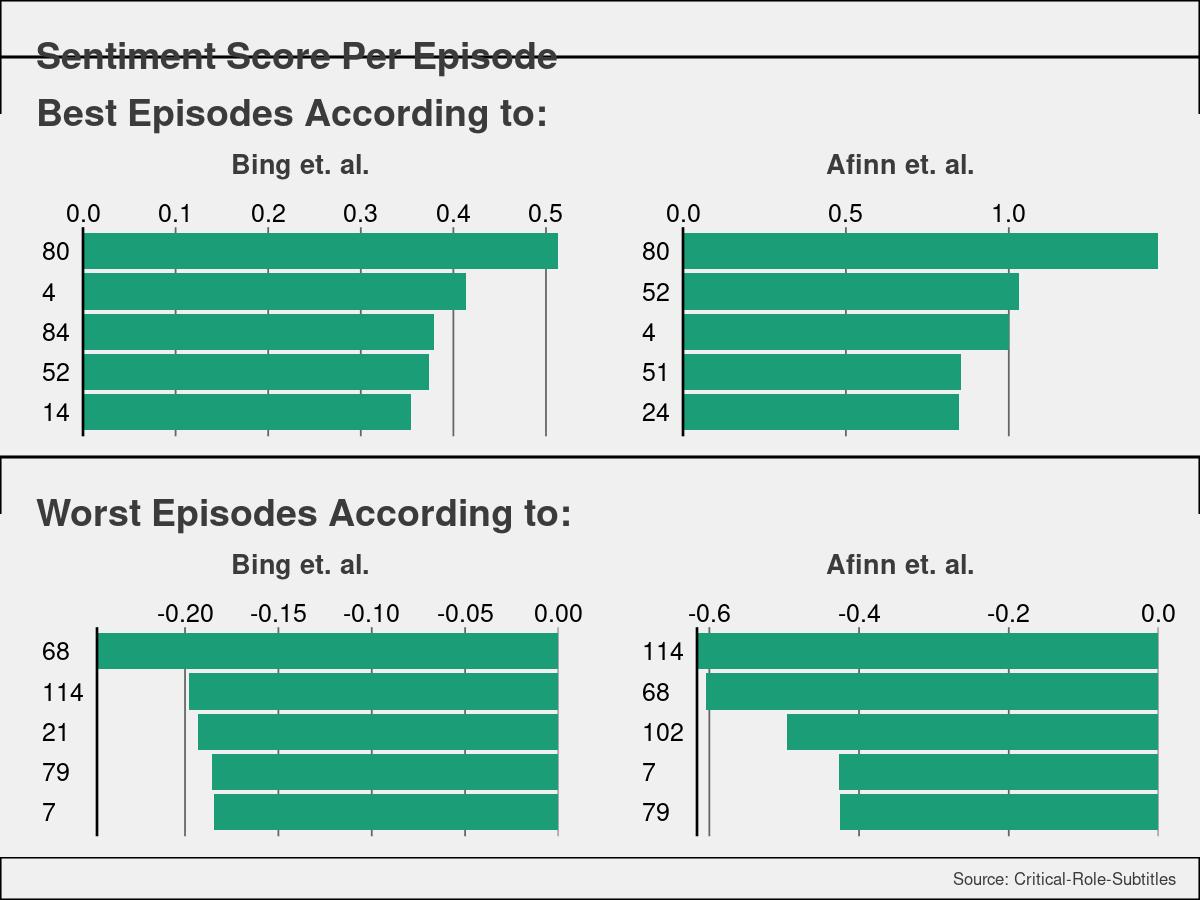 Sentiment Score Per Episode
Best Episodes According to:
Bing et. al.
0.0 0.1 0.2 0.3 0.4 0.5
80
4
84
52
14
Afinn et. al.
0.0 0.5 1.0
80
52
4
51
24
Worst Episodes According to:
Bing et. al.
-0.20 -0.15 -0.10 -0.05 0.00
68
114
21
79
7
Afinn et. al.
-0.6 -0.4 -0.2 0.0
114
68
102
7
79
Source: Critical-Role-Subtitles